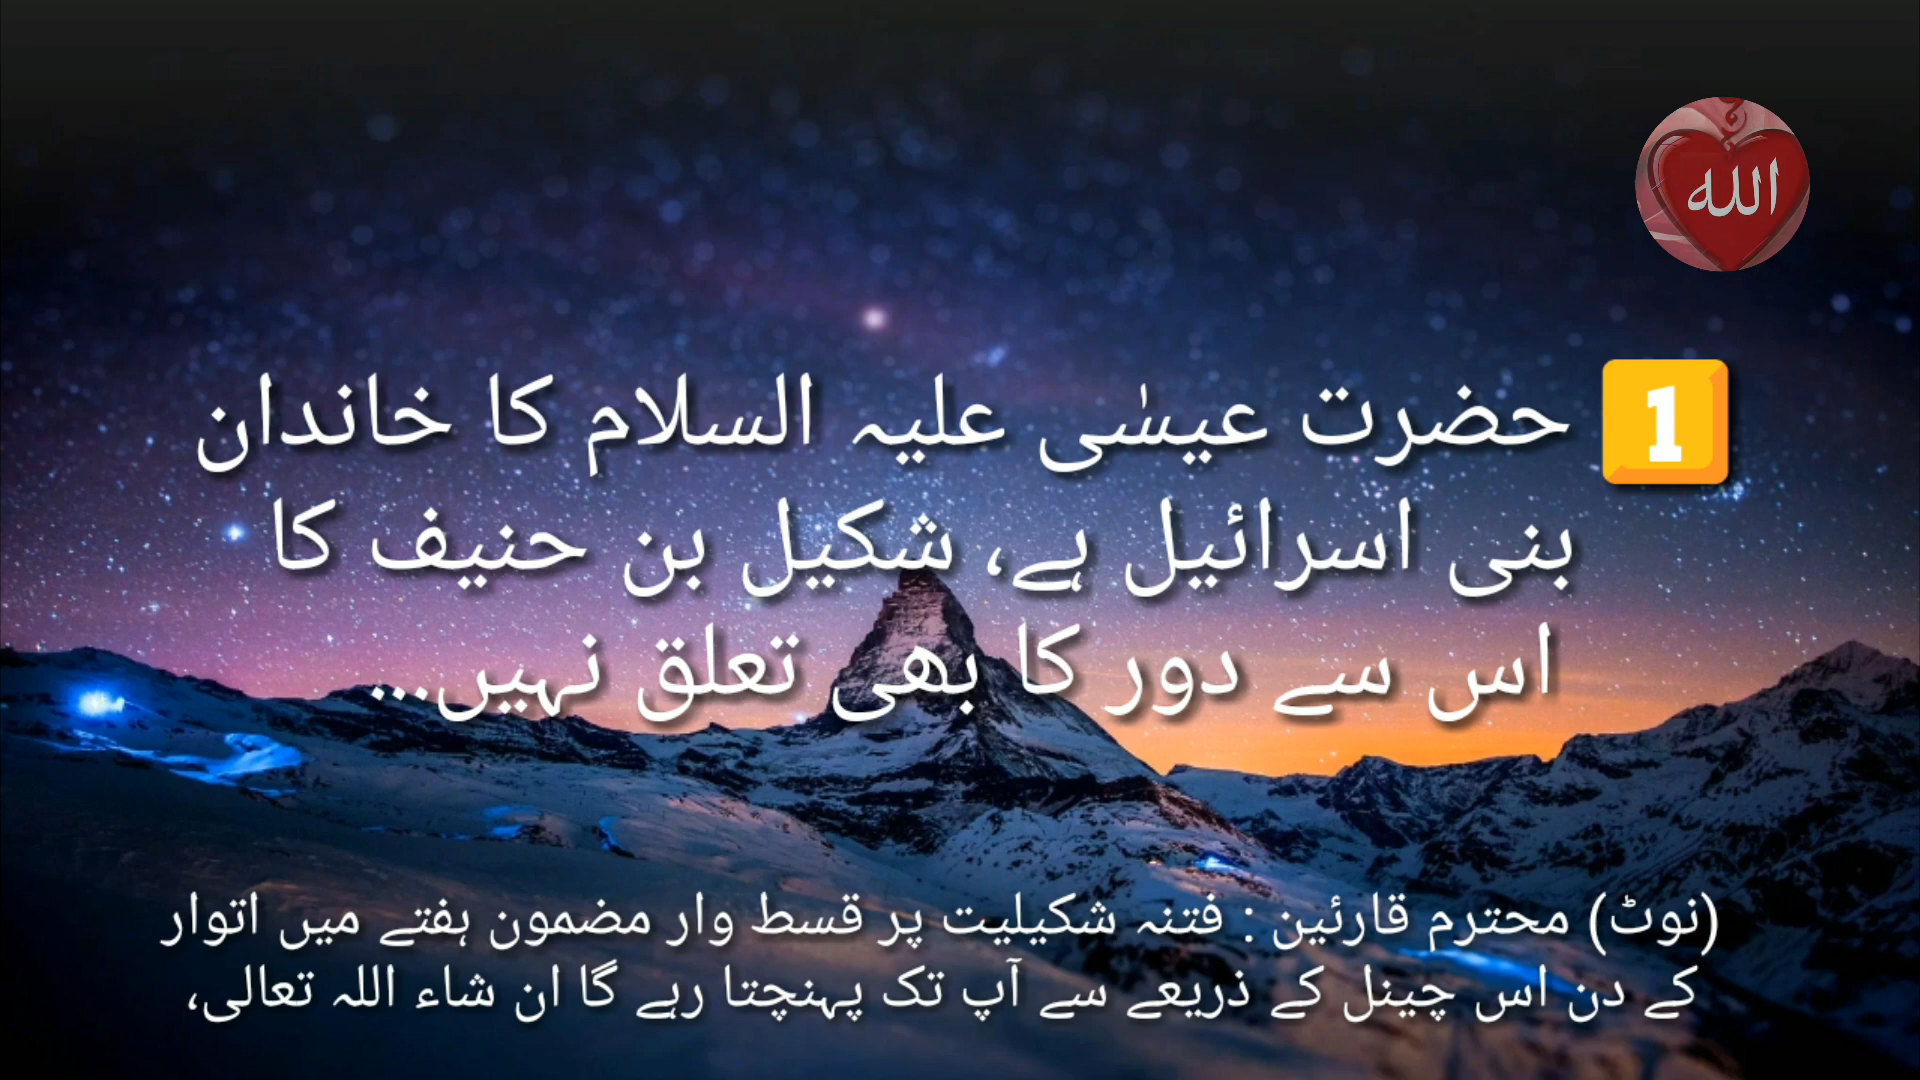 الله
1 حضرت عیسٰی علیہ السلام کا خاندان
بنی اسرائیل ہے، شکیل بن حنیف کا
اس سے دور کا بھی تعلق نہیں...
(نوٹ) محترم قارئین : فتنہ شکیلیت پر قسط وار مضمون ہفتے میں اتوار
کے دن اس چینل کے ذریعے سے آپ تک پہنچتا رہے گا ان شاء اللہ تعالی،